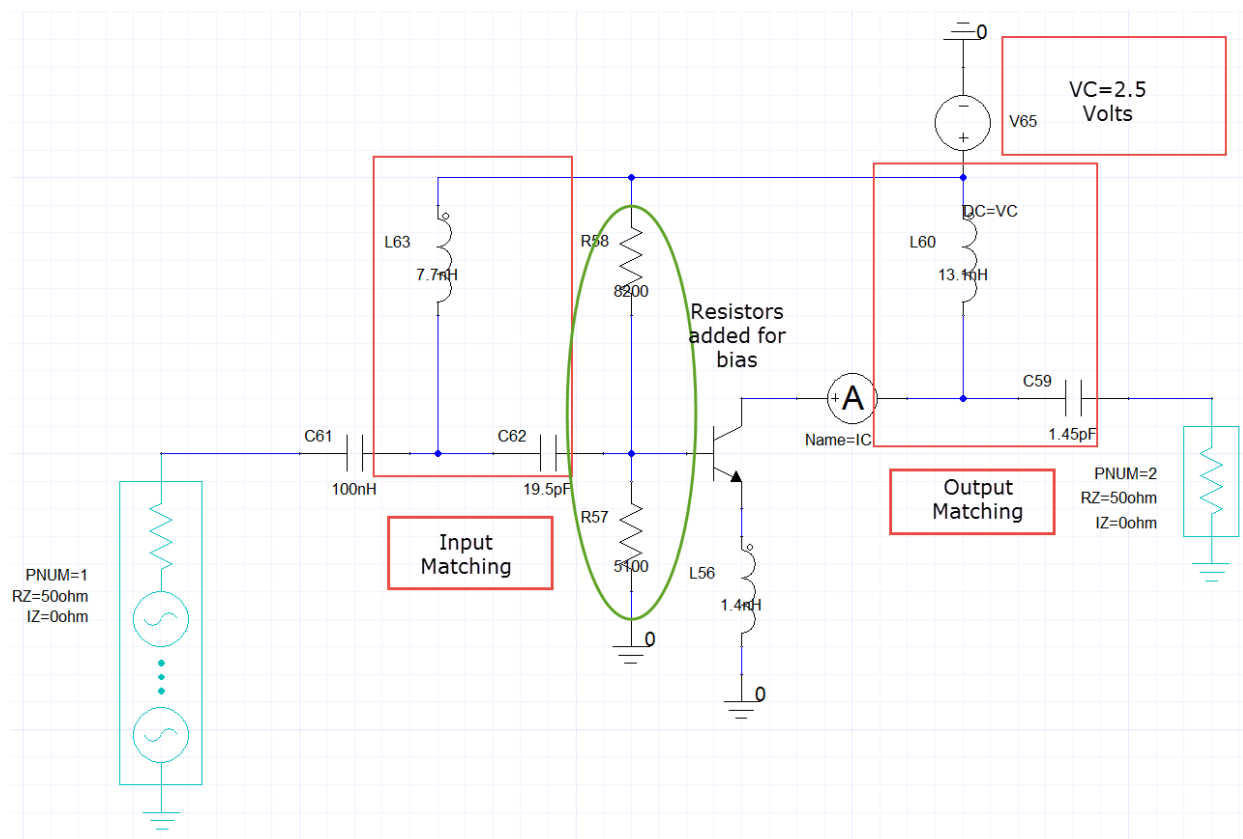 0
VC=2.5
Volts
V65
DC=VC
L63
7.7nH
R58
8200
L60
13.1nH
Resistors
added for
bias
C61
100nH
C62
19.5pF
+A
Name=IC
C59
1.45pF
PNUM=2
RZ=50ohm
IZ=0ohm
Input
Matching
R57
5100
0
L56
1.4nH
0
Output
Matching
PNUM=1
RZ=50ohm
IZ=0ohm